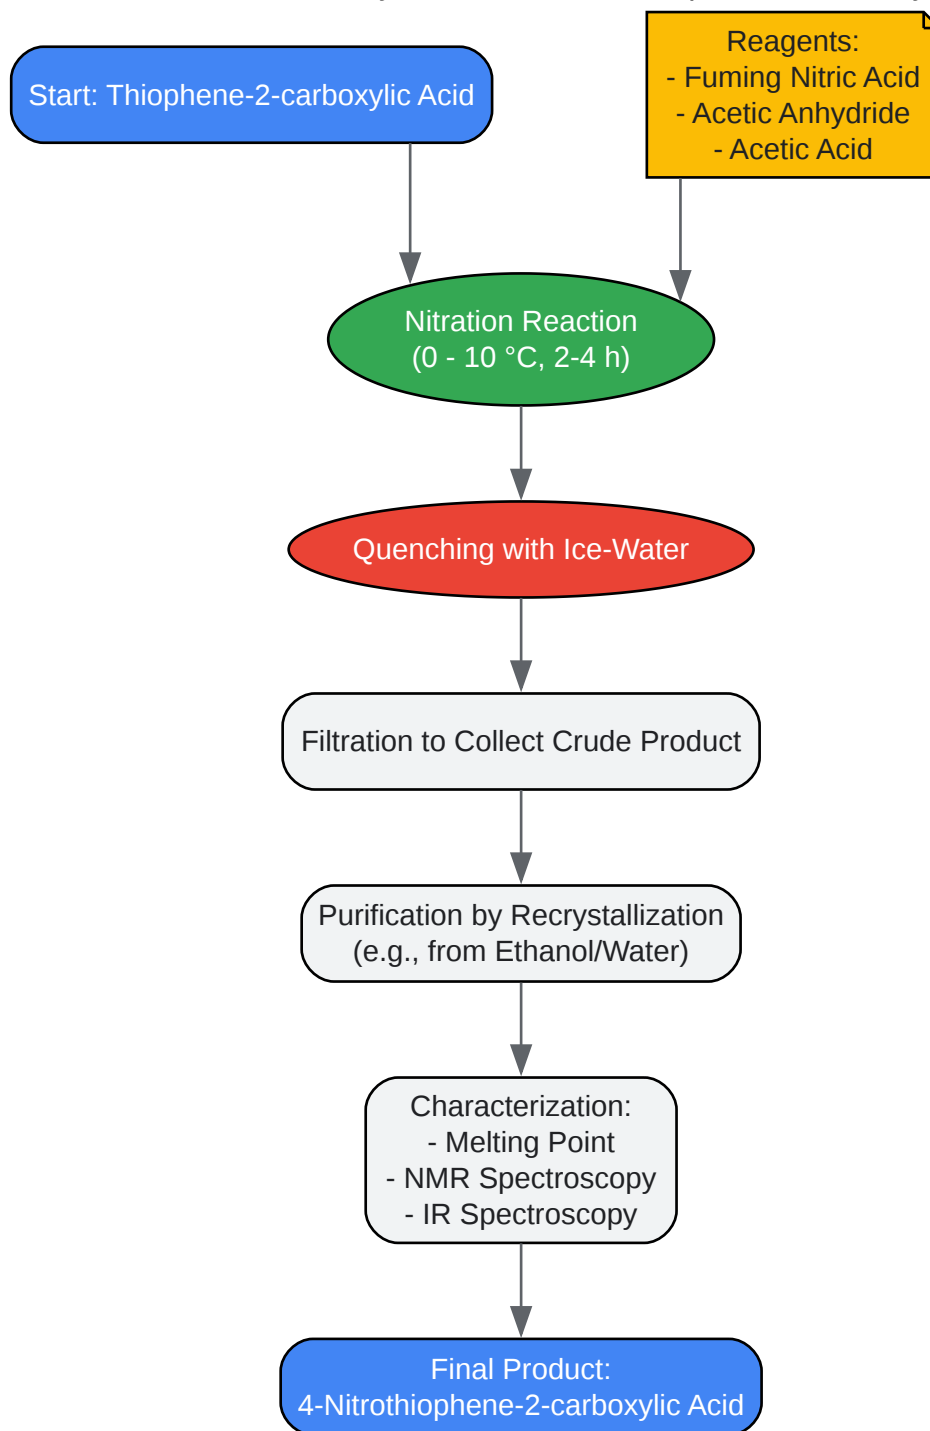 Start: Thiophene-2-carboxylic Acid
Reagents:
- Fuming Nitric Acid
- Acetic Anhydride
- Acetic Acid
Nitration Reaction
(0 - 10 °C, 2-4 h)
Quenching with Ice-Water
Filtration to Collect Crude Product
Purification by Recrystallization
(e.g., from Ethanol/Water)
Characterization:
- Melting Point
- NMR Spectroscopy
- IR Spectroscopy
Final Product:
4-Nitrothiophene-2-carboxylic Acid